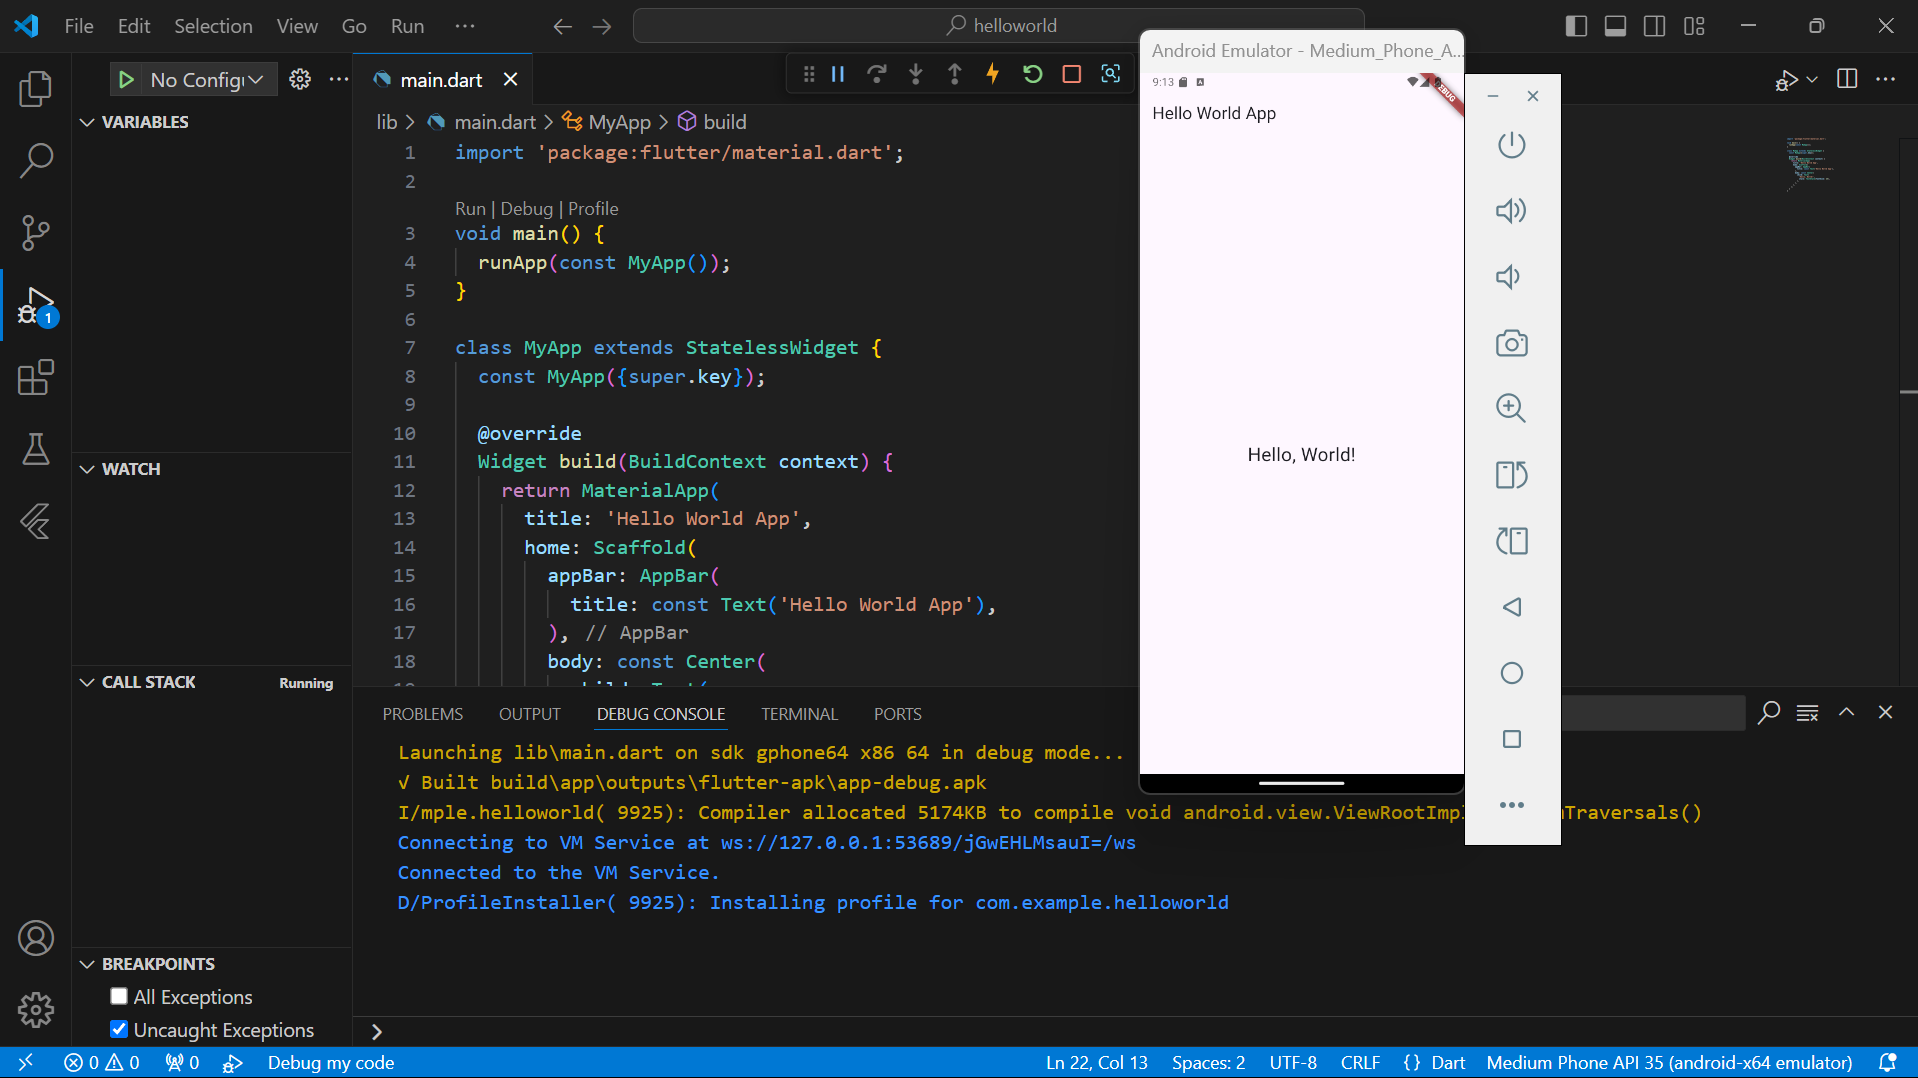 File Edit Selection View Go Run ···
helloworld
No Config
main.dart
lib > main.dart > MyApp > build
VARIABLES
WATCH
CALL STACK
Running
BREAKPOINTS
All Exceptions
Uncaught Exceptions
1
1 import 'package:flutter/material.dart';
2
Run | Debug | Profile
3 void main() {
4 runApp(const MyApp());
5 }
6
7 class MyApp extends StatelessWidget {
8 const MyApp({super.key});
9
10 @override
11 Widget build(BuildContext context) {
12 return MaterialApp(
13 title: 'Hello World App',
14 home: Scaffold(
15 appBar: AppBar(
16 title: const Text('Hello World App'),
17 ), // AppBar
18 body: const Center(
Android Emulator - Medium_Phone_A...
9:13
Hello World App
Hello, World!
PROBLEMS OUTPUT DEBUG CONSOLE TERMINAL PORTS
Launching lib\main.dart on sdk gphone64 x86 64 in debug mode...
√ Built build\app\outputs\flutter-apk\app-debug.apk
I/mple.helloworld( 9925): Compiler allocated 5174KB to compile void android.view.ViewRootImp Traversals()
Connecting to VM Service at ws://127.0.0.1:53689/jGwEHLMsauI=/ws
Connected to the VM Service.
D/ProfileInstaller( 9925): Installing profile for com.example.helloworld
>
0 0 0 Debug my code
Ln 22, Col 13 Spaces: 2 UTF-8 CRLF {} Dart Medium Phone API 35 (android-x64 emulator)